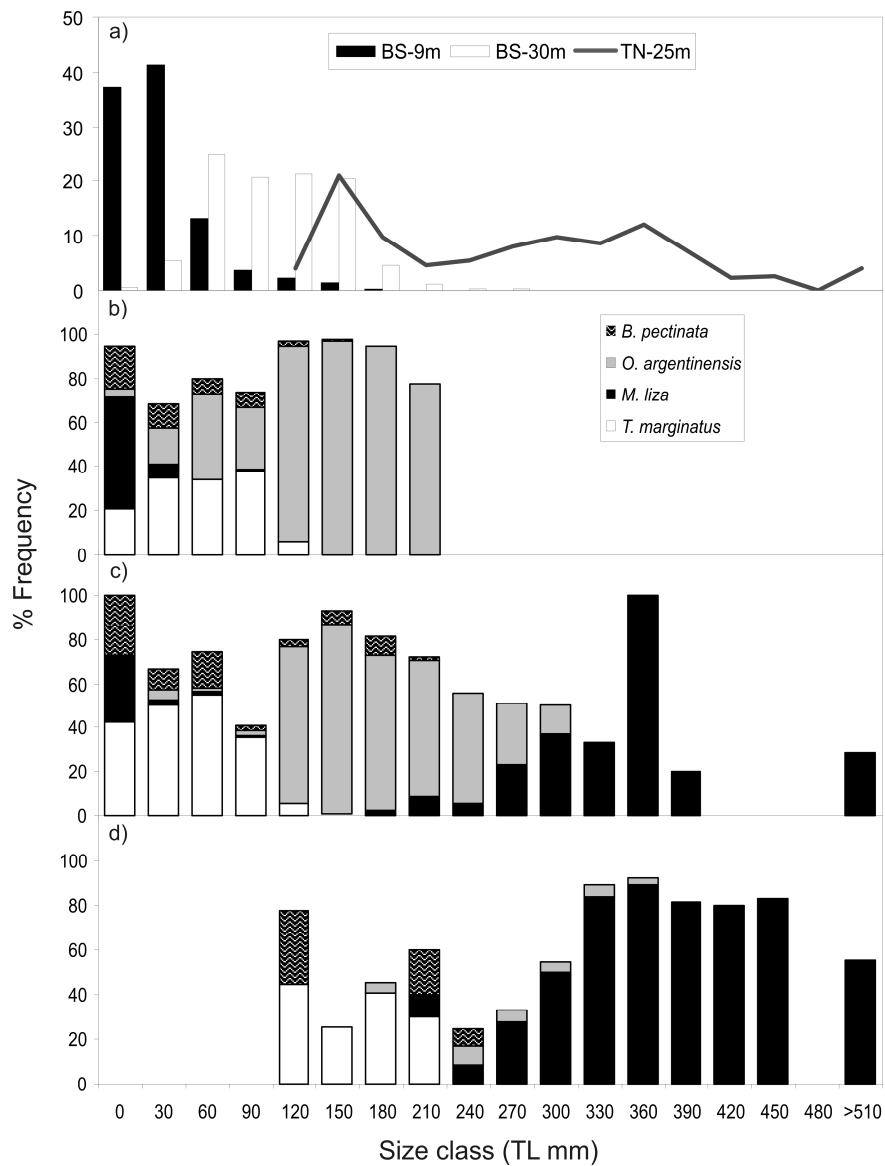 a)
50
40
30
20
10
0
BS-9m BS-30m TN-25m
b)
100
80
60
40
20
0
B. pectinata
O. argentinensis
M. liza
T. marginatus
c)
100
80
60
40
20
0
d)
100
80
60
40
20
0
% Frequency
0 30 60 90 120 150 180 210 240 270 300 330 360 390 420 450 480 >510
Size class (TL mm)